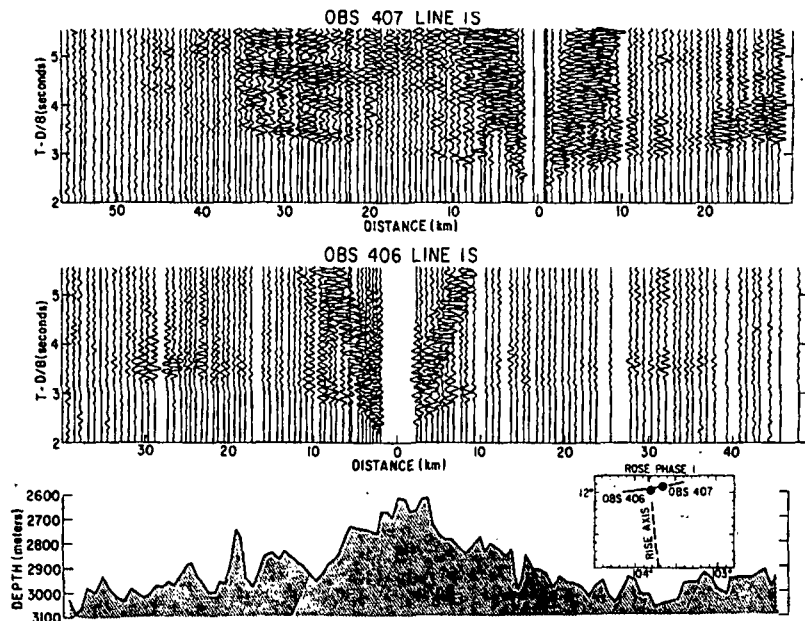 OBS 407 LINE 1S
T-D/8 (seconds)
5
4
3
2
50 40 30 20 10 0 10 20
DISTANCE (km)
OBS 406 LINE 1S
T-D/8 (seconds)
5
4
3
2
30 20 10 0 10 20 30 40
DISTANCE (km)
DEPTH (meters)
2600
2700
2800
2900
3000
3100
ROSE PHASE I
12°
OBS 406
OBS 407
RISE AXIS
04° 03°